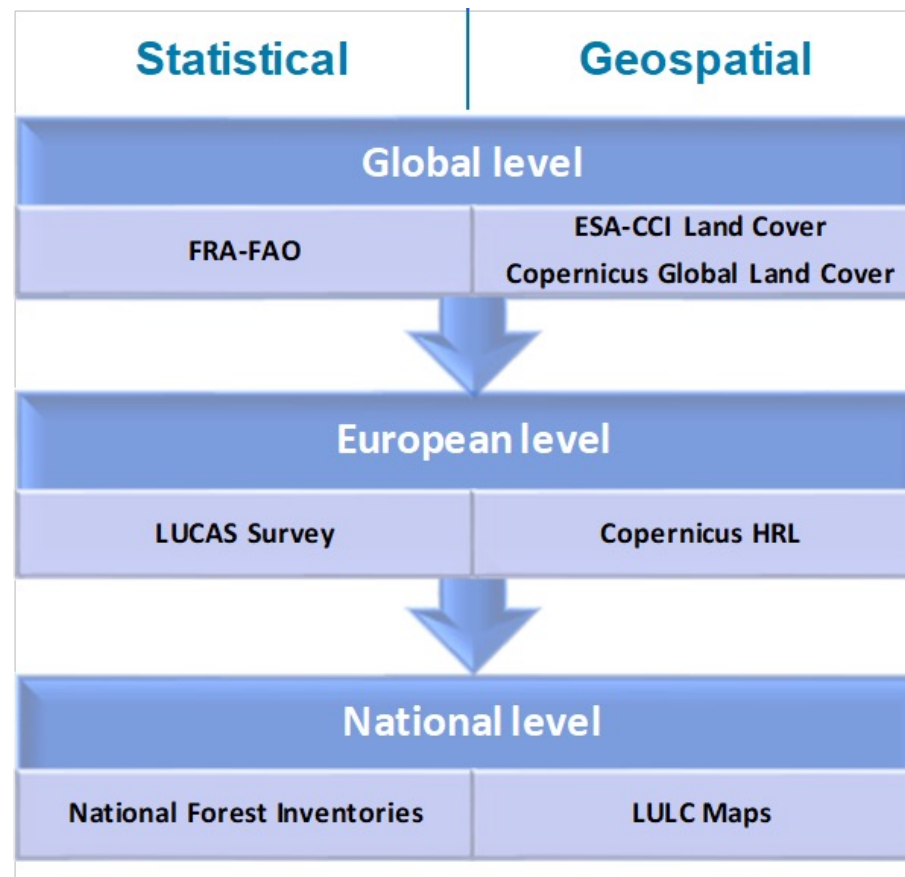 Statistical
Geospatial
Global level
FRA-FAO
ESA-CCI Land Cover
Copernicus Global Land Cover
European level
LUCAS Survey
Copernicus HRL
National level
National Forest Inventories
LULC Maps